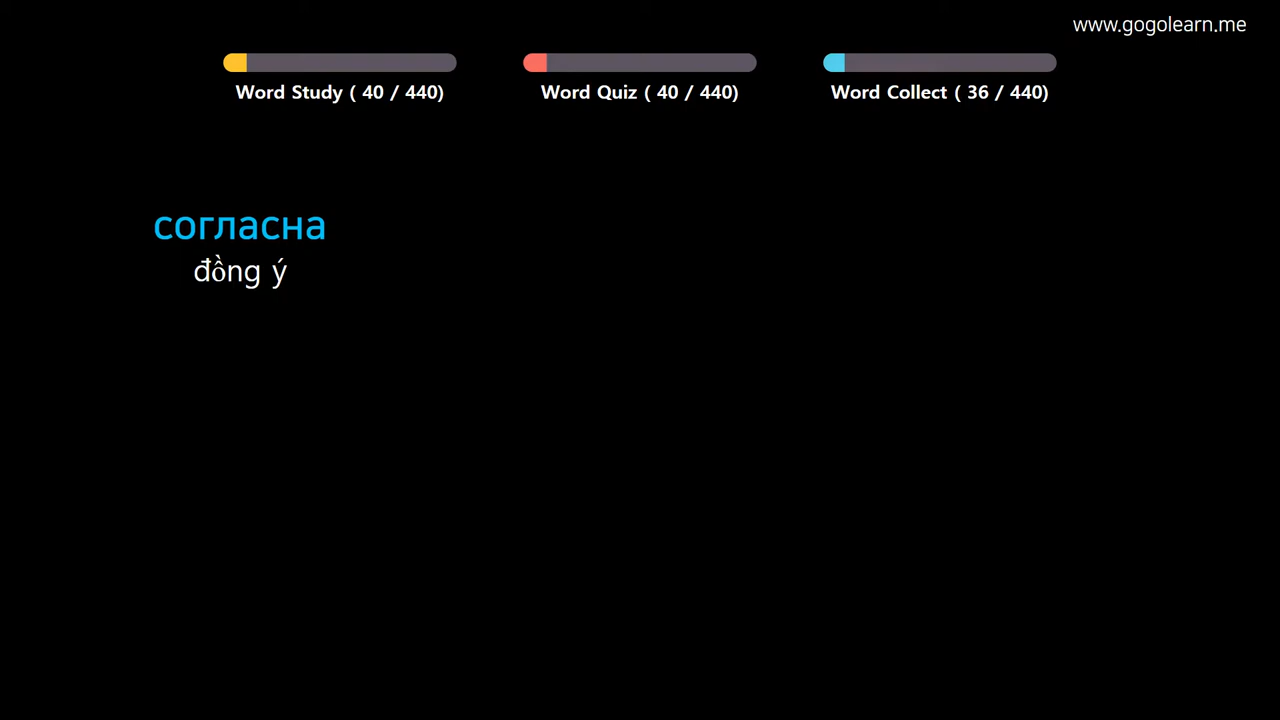 www.gogolearn.me
Word Study ( 40 / 440)
Word Quiz ( 40 / 440)
Word Collect ( 36 / 440)
согласна
đồng ý